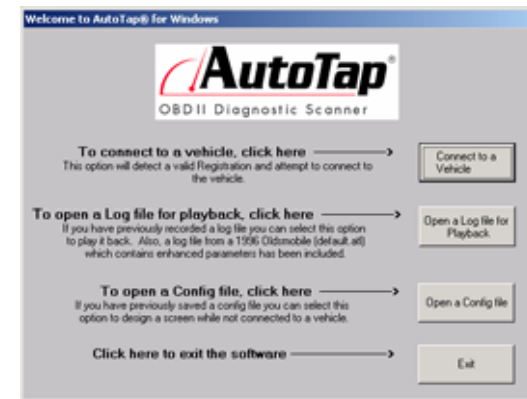 Welcome to AutoTap® for Windows
AutoTap®
OBD II Diagnostic Scanner
To connect to a vehicle, click here
This option will detect a valid Registration and attempt to connect to
the vehicle.
Connect to a
Vehicle
To open a Log file for playback, click here
If you have previously recorded a log file you can select this option
to play it back. Also, a log file from a 1996 Oldsmobile (default.atl)
which contains enhanced parameters has been included.
Open a Log file for
Playback
To open a Config file, click here
If you have previously saved a config file you can select this
option to design a screen while not connected to a vehicle.
Open a Config file
Click here to exit the software
Exit